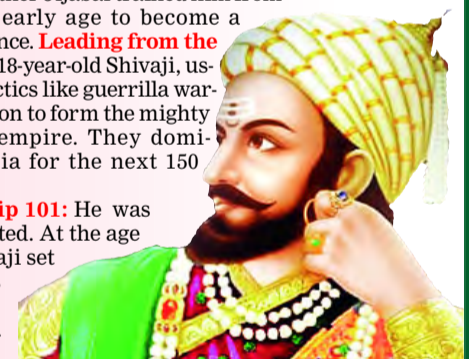 early age to become a
nce. Leading from the
18-year-old Shivaji, us-
ctics like guerrilla war-
on to form the mighty
empire. They domi-
ia for the next 150
ip 101: He was
ted. At the age
aji set